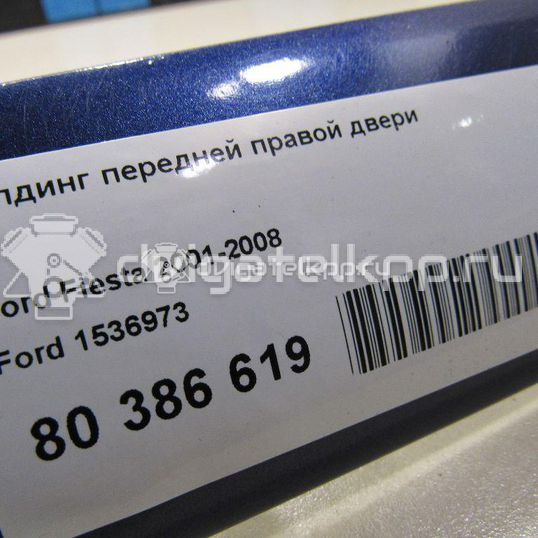 лдинг передней правой двери
ord Fiesta 2001-2008
Ford 1536973
80 386 619